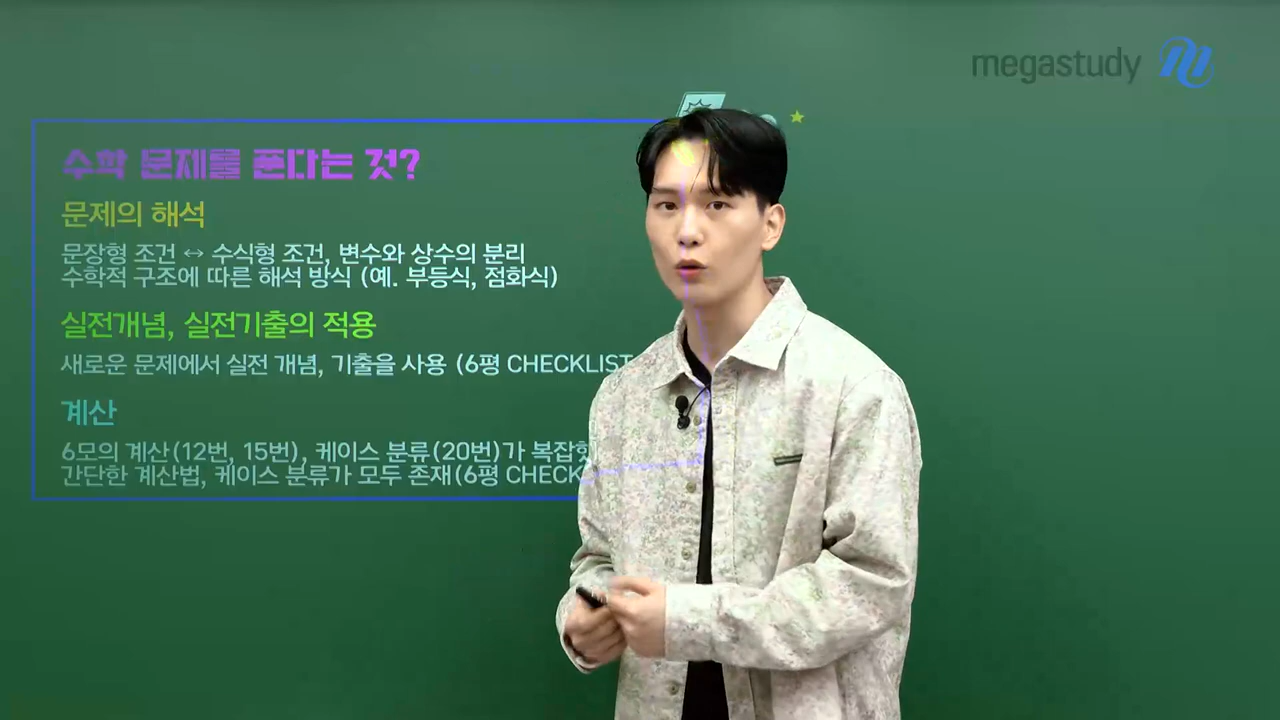 megastudy
수학 문제를 푼다는 것?
문제의 해석
문장형 조건 ↔ 수식형 조건, 변수와 상수의 분리
수학적 구조에 따른 해석 방식 (예. 부등식, 점화식)
실전개념, 실전기출의 적용
새로운 문제에서 실전 개념, 기출을 사용 (6평 CHECKLIST
계산
6모의 계산(12번, 15번), 케이스 분류(20번)가
간단한 계산법, 케이스 분류가 모두 존재(6평